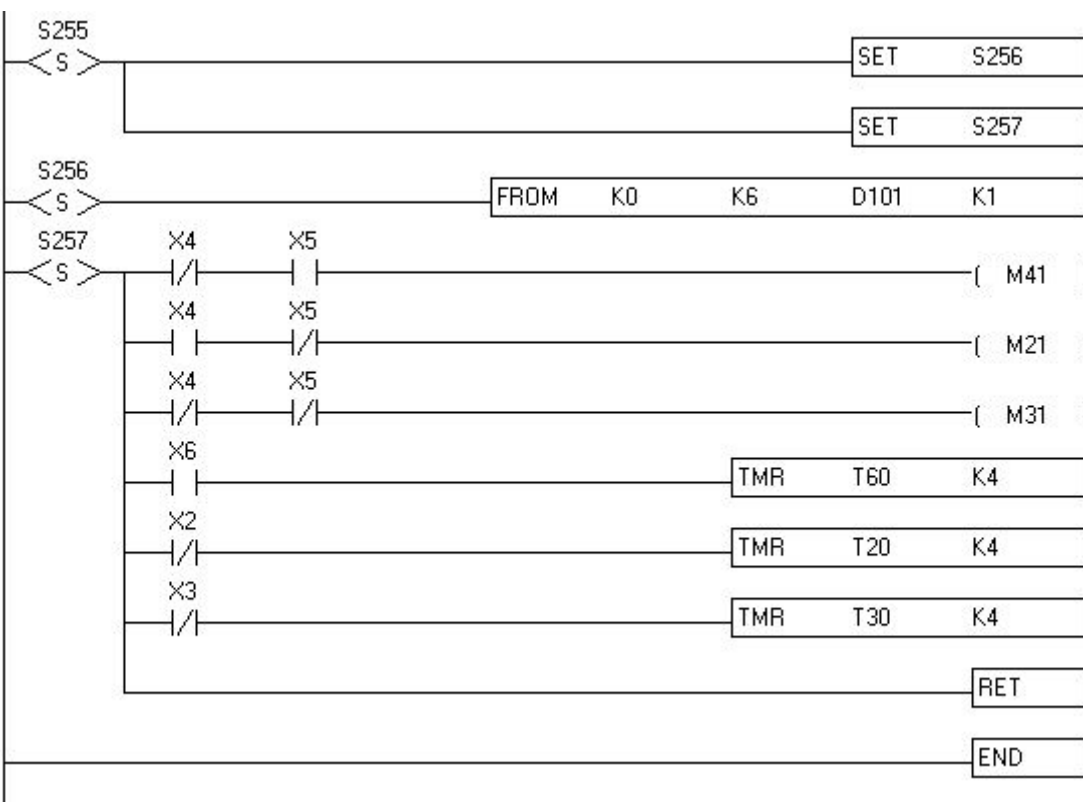 S255
S
SET S256
SET S257
S256
S
FROM K0 K6 D101 K1
S257
S
X4 X5
M41
X4 X5
M21
X4 X5
M31
X6
TMR T60 K4
X2
TMR T20 K4
X3
TMR T30 K4
RET
END